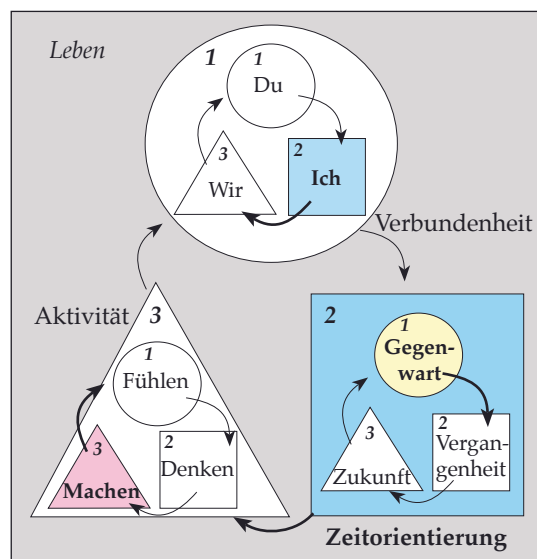 Leben
1
1
Du
2
Ich
3
Wir
Verbundenheit
Aktivität
3
1
Fühlen
2
Denken
3
Machen
2
1
Gegen-
wart
2
Vergan-
genheit
3
Zukunft
Zeitorientierung